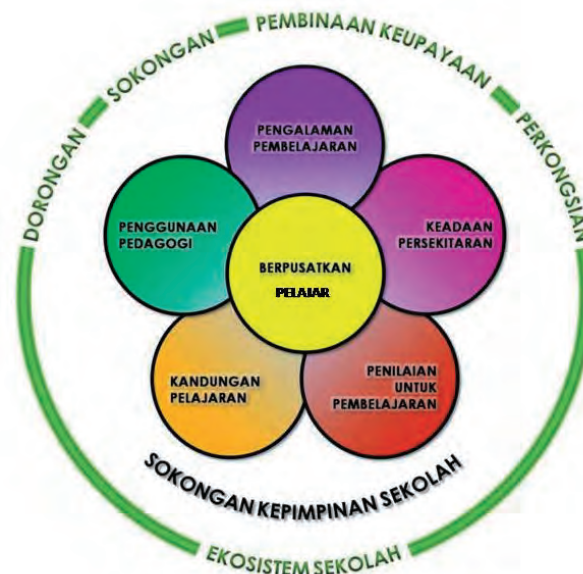 DORONGAN
SOKONGAN
PEMBINAAN KEUPAYAAN
PERKONGSIAN
PENGALAMAN
PEMBELAJARAN
PENGGUNAAN
PEDAGOGI
KEADAAN
PERSEKITARAN
BERPUSATKAN
PELAJAR
KANDUNGAN
PELAJARAN
PENILAIAN
UNTUK
PEMBELAJARAN
SOKONGAN KEPIMPINAN SEKOLAH
EKOSISTEM SEKOLAH